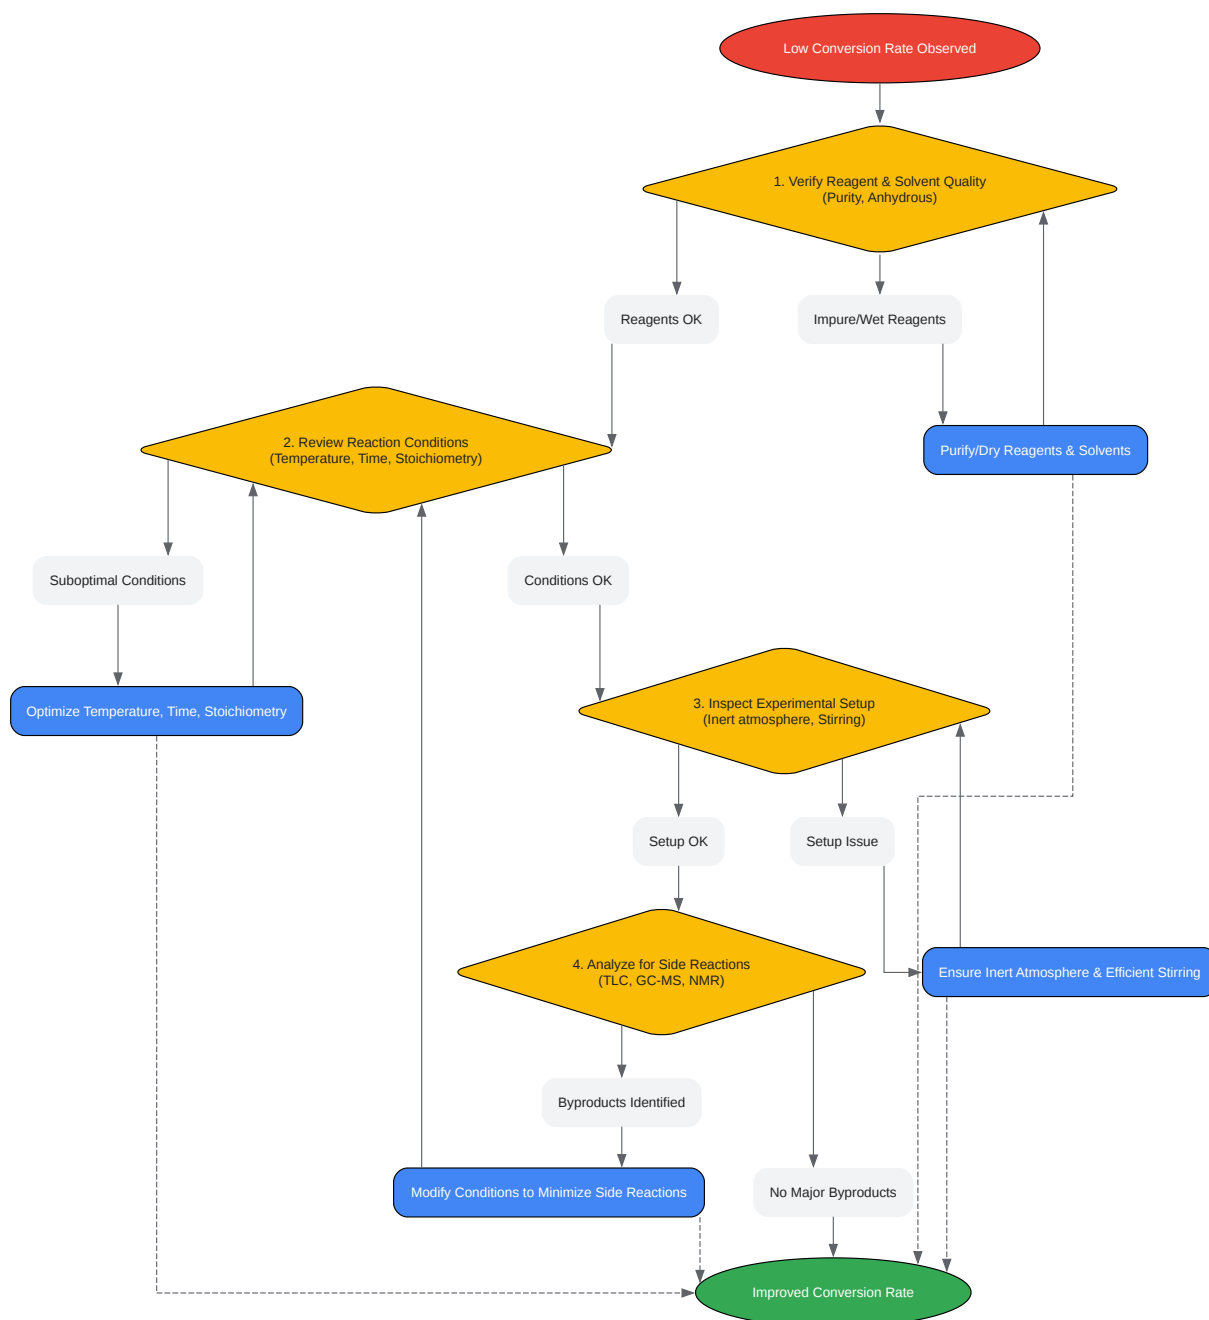 Low Conversion Rate Observed
1. Verify Reagent & Solvent Quality
(Purity, Anhydrous)
Reagents OK
Impure/Wet Reagents
2. Review Reaction Conditions
(Temperature, Time, Stoichiometry)
Purify/Dry Reagents & Solvents
Suboptimal Conditions
Conditions OK
Optimize Temperature, Time, Stoichiometry
3. Inspect Experimental Setup
(Inert atmosphere, Stirring)
Setup OK
Setup Issue
4. Analyze for Side Reactions
(TLC, GC-MS, NMR)
Ensure Inert Atmosphere & Efficient Stirring
Byproducts Identified
Modify Conditions to Minimize Side Reactions
No Major Byproducts
Improved Conversion Rate